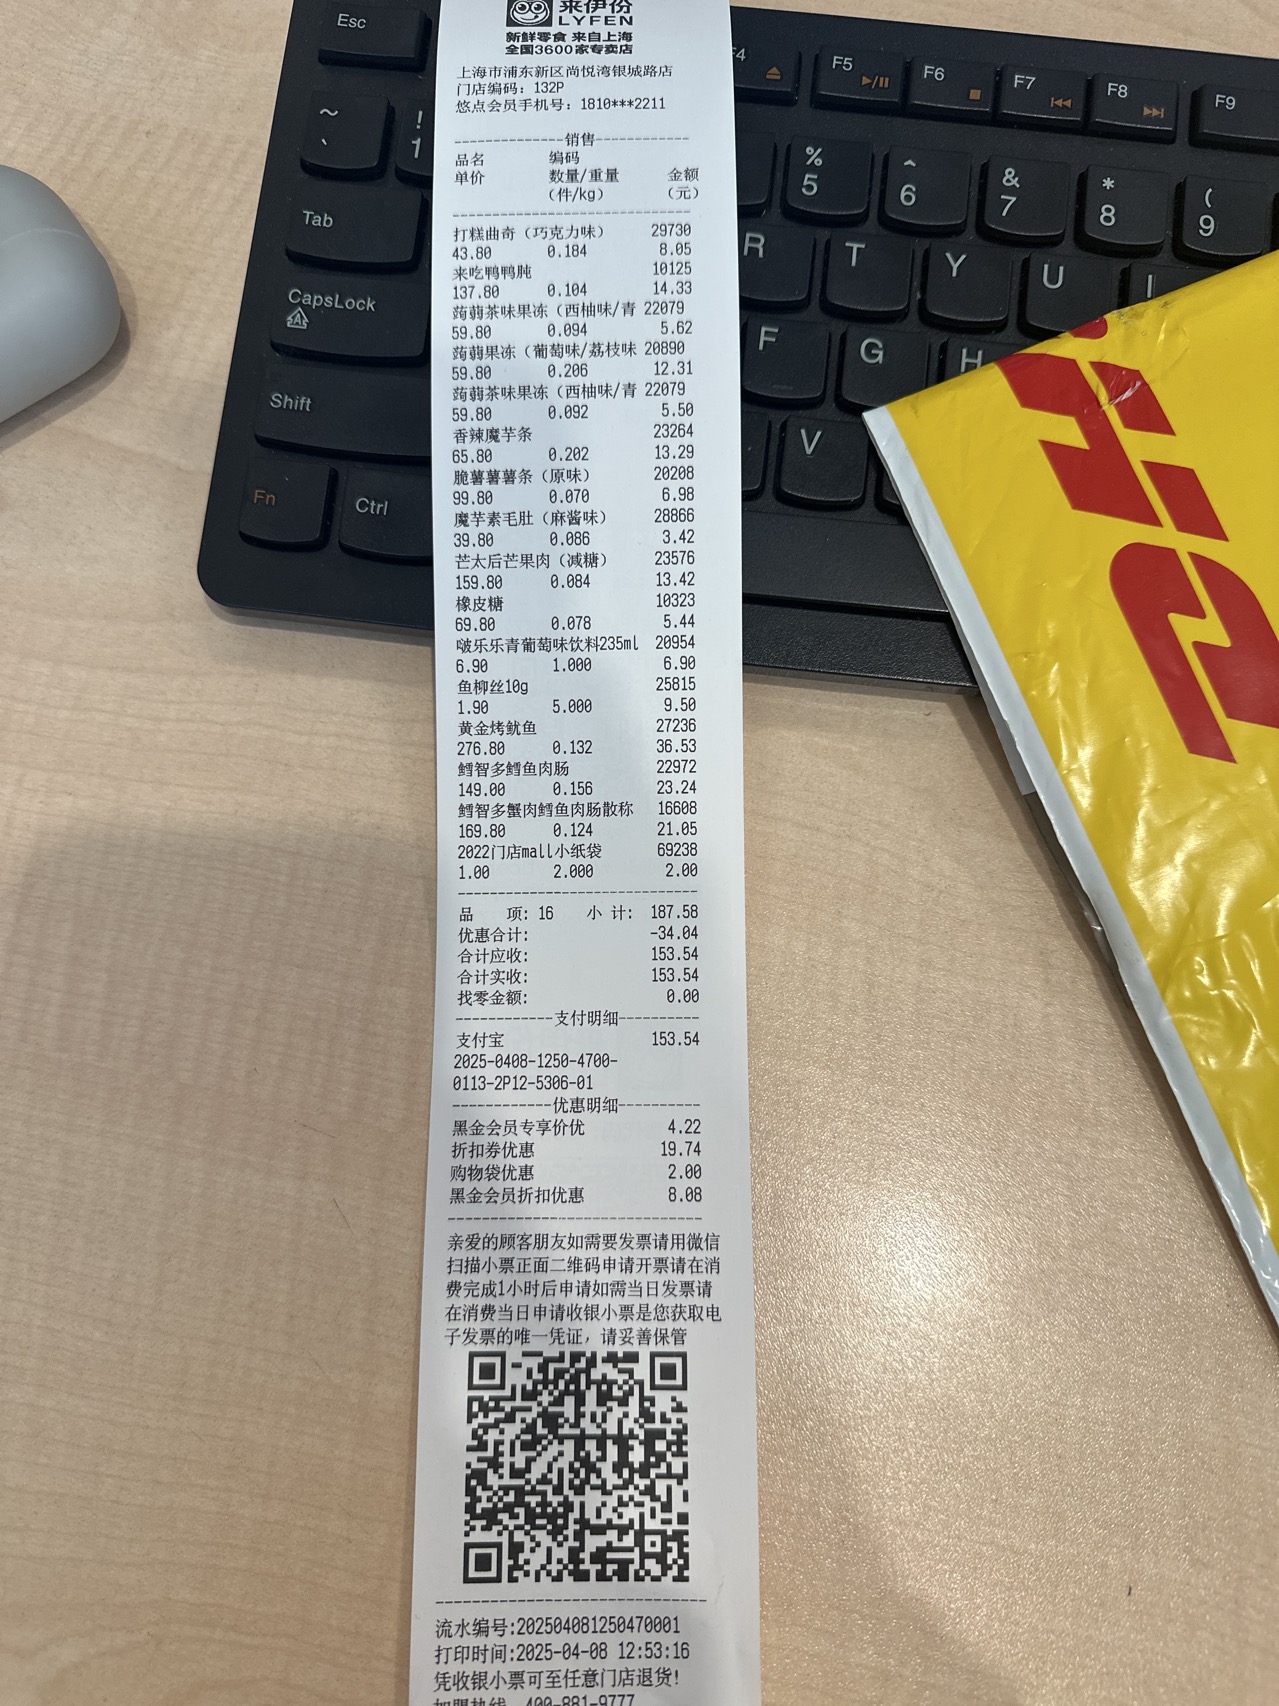 来伊份
LYFEN
新鲜零食 来自上海
全国3600家专卖店
上海市浦东新区尚悦湾银城路店
门店编码：132P
悠点会员手机号：1810***2211
--------------销售------------
品名 编码
单价 数量/重量 金额
（件/kg） （元）
------------------------------
打糕曲奇（巧克力味） 29730
43.80 0.184 8.05
来吃鸭鸭肫 10125
137.80 0.104 14.33
蒟蒻茶味果冻（西柚味/青 22079
59.80 0.094 5.62
蒟蒻果冻（葡萄味/荔枝味 20890
59.80 0.206 12.31
蒟蒻茶味果冻（西柚味/青 22079
59.80 0.092 5.50
香辣魔芋条 23264
65.80 0.202 13.29
脆薯薯薯条（原味） 20208
99.80 0.070 6.98
魔芋素毛肚（麻酱味） 28866
39.80 0.086 3.42
芒太后芒果肉（减糖） 23576
159.80 0.084 13.42
橡皮糖 10323
69.80 0.078 5.44
啵乐乐青葡萄味饮料235ml 20954
6.90 1.000 6.90
鱼柳丝10g 25815
1.90 5.000 9.50
黄金烤鱿鱼 27236
276.80 0.132 36.53
鳕智多鳕鱼肉肠 22972
149.00 0.156 23.24
鳕智多蟹肉鳕鱼肉肠散称 16608
169.80 0.124 21.05
2022门店mall小纸袋 69238
1.00 2.000 2.00
------------------------------
品 项: 16 小 计: 187.58
优惠合计: -34.04
合计应收: 153.54
合计实收: 153.54
找零金额: 0.00
------------支付明细----------
支付宝 153.54
2025-0408-1250-4700-
0113-2P12-5306-01
------------优惠明细----------
黑金会员专享价优 4.22
折扣券优惠 19.74
购物袋优惠 2.00
黑金会员折扣优惠 8.08
------------------------------
亲爱的顾客朋友如需要发票请用微信
扫描小票正面二维码申请开票请在消
费完成1小时后申请如需当日发票请
在消费当日申请收银小票是您获取电
子发票的唯一凭证，请妥善保管
------------------------------
流水编号:202504081250470001
打印时间:2025-04-08 12:53:16
凭收银小票可至任意门店退货!
加盟热线 400-881-9777
Esc
F4
F5
F6
F7
F8
F9
~
`
!
1
%
5
^
6
&
7
*
8
(
9
Tab
R
T
Y
U
I
CapsLock
A
F
G
H
Shift
V
Fn
Ctrl